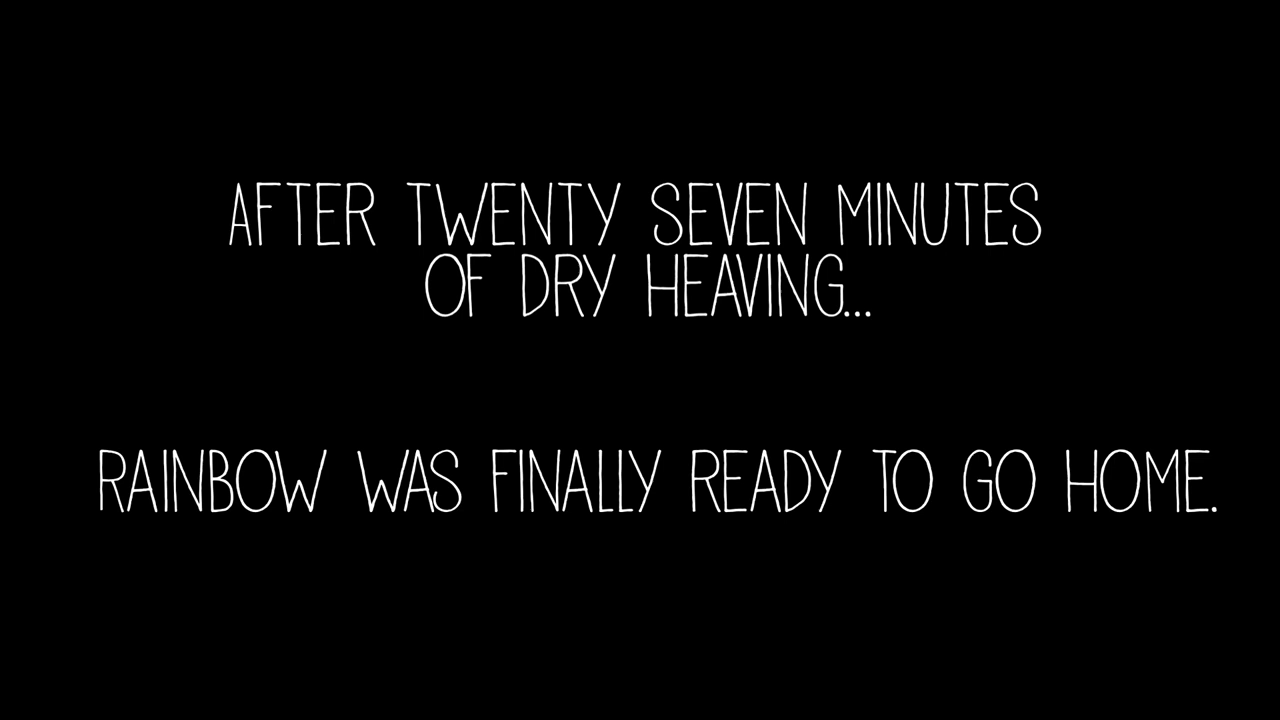 AFTER TWENTY SEVEN MINUTES
OF DRY HEAVING...
RAINBOW WAS FINALLY READY TO GO HOME.